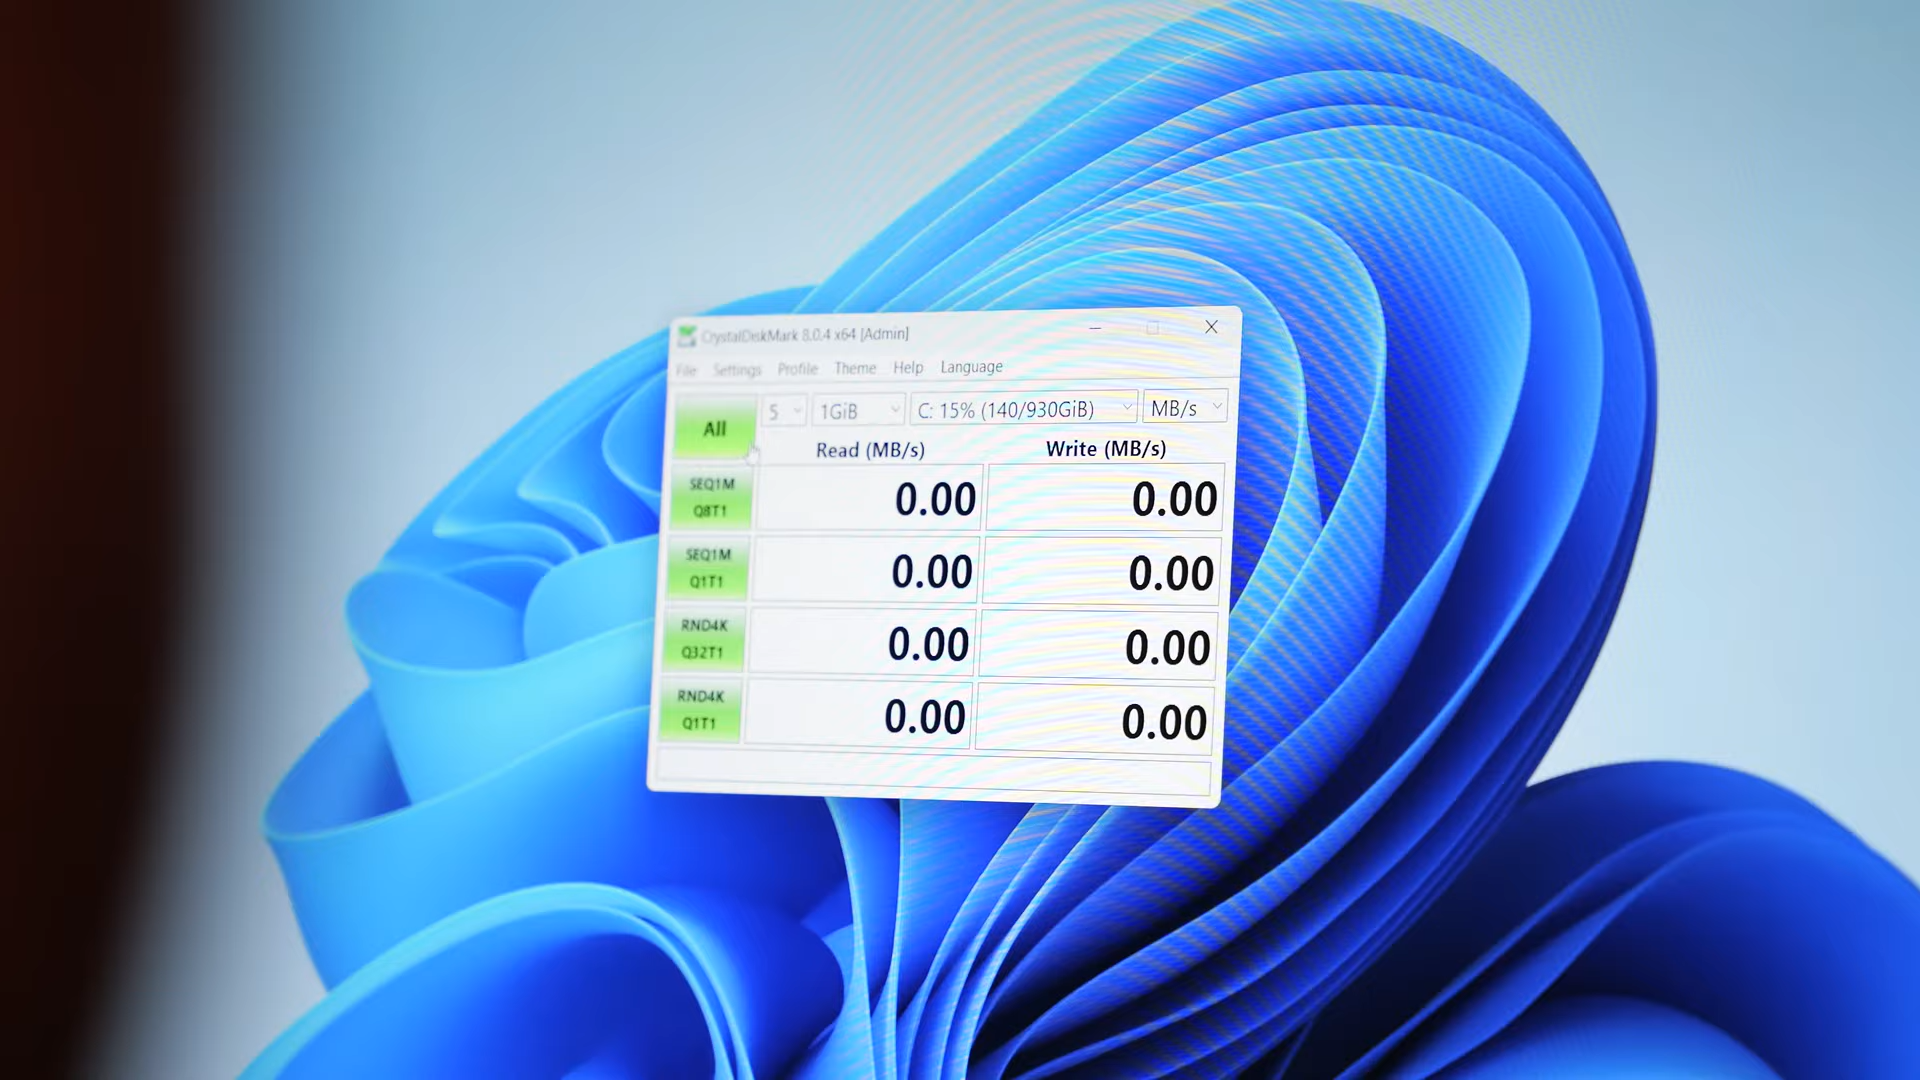 CrystalDiskMark 8.0.4 x64 [Admin]
File Settings Profile Theme Help Language
All 5 1GiB C: 15% (140/930GiB) MB/s
Read (MB/s) Write (MB/s)
SEQ1M
Q8T1 0.00 0.00
SEQ1M
Q1T1 0.00 0.00
RND4K
Q32T1 0.00 0.00
RND4K
Q1T1 0.00 0.00